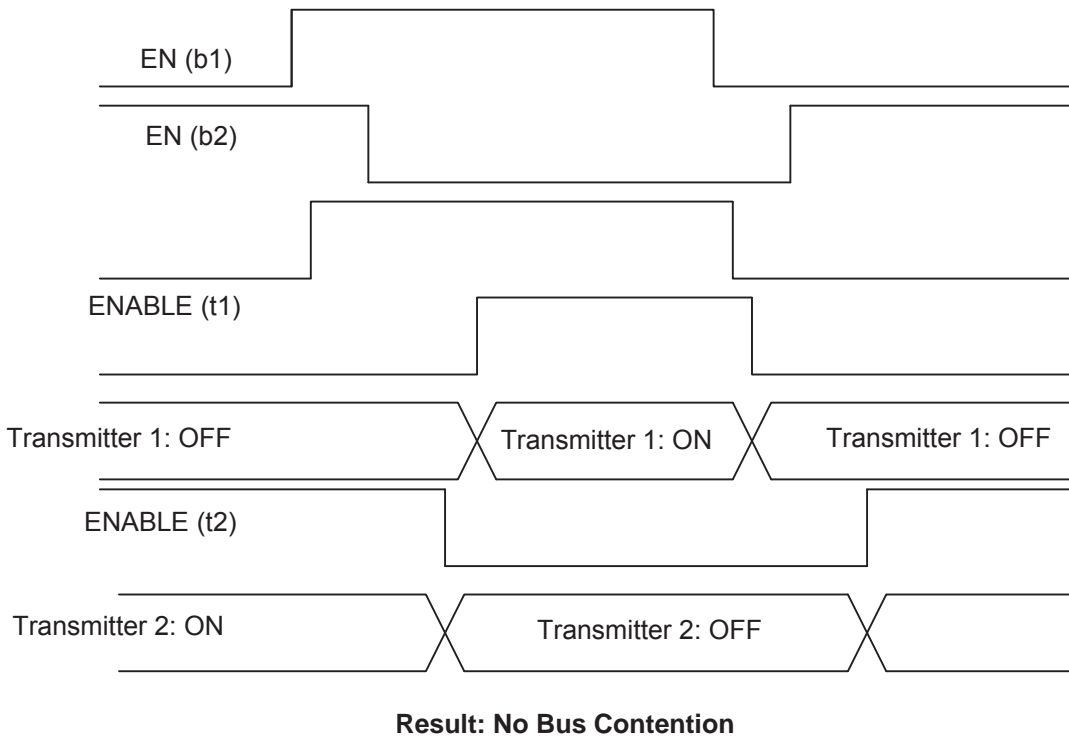 EN (b1)
EN (b2)
ENABLE (t1)
Transmitter 1: OFF
Transmitter 1: ON
Transmitter 1: OFF
ENABLE (t2)
Transmitter 2: ON
Transmitter 2: OFF
Result: No Bus Contention